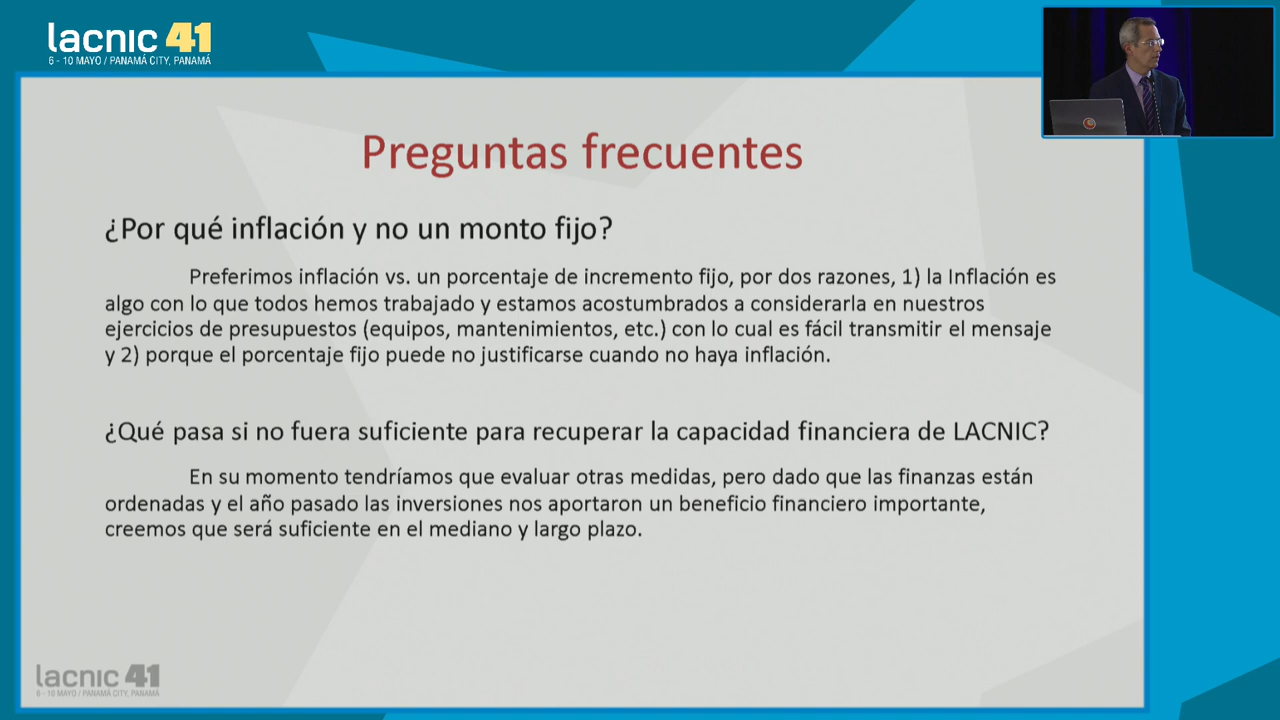 lacnic 41
6 - 10 MAYO / PANAMÁ CITY, PANAMÁ
Preguntas frecuentes
¿Por qué inflación y no un monto fijo?
Preferimos inflación vs. un porcentaje de incremento fijo, por dos razones, 1) la Inflación es
algo con lo que todos hemos trabajado y estamos acostumbrados a considerarla en nuestros
ejercicios de presupuestos (equipos, mantenimientos, etc.) con lo cual es fácil transmitir el mensaje
y 2) porque el porcentaje fijo puede no justificarse cuando no haya inflación.
¿Qué pasa si no fuera suficiente para recuperar la capacidad financiera de LACNIC?
En su momento tendríamos que evaluar otras medidas, pero dado que las finanzas están
ordenadas y el año pasado las inversiones nos aportaron un beneficio financiero importante,
creemos que será suficiente en el mediano y largo plazo.
lacnic 41
6 - 10 MAYO / PANAMÁ CITY, PANAMÁ